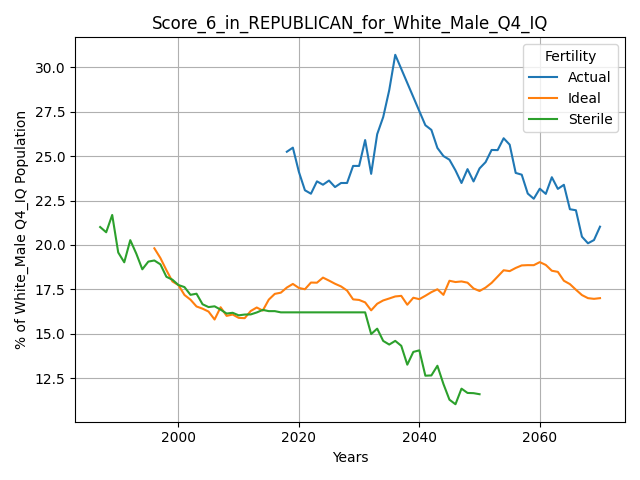 Score_6_in_REPUBLICAN_for_White_Male_Q4_IQ
% of White_Male Q4_IQ Population
30.0
27.5
25.0
22.5
20.0
17.5
15.0
12.5
Fertility
Actual
Ideal
Sterile
2000
2020
2040
2060
Years